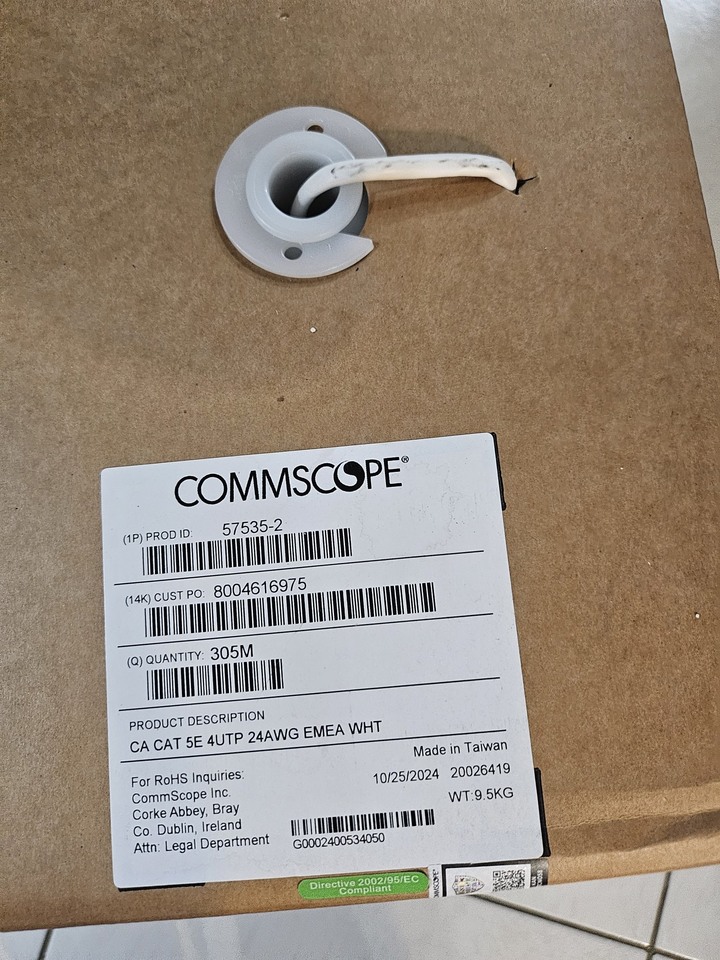 COMMSCOPE®
(1P) PROD ID: 57535-2
(14K) CUST PO: 8004616975
(Q) QUANTITY: 305M
PRODUCT DESCRIPTION
CA CAT 5E 4UTP 24AWG EMEA WHT
Made in Taiwan
For RoHS Inquiries:
10/25/2024 20026419
CommScope Inc.
WT:9.5KG
Corke Abbey, Bray
Co. Dublin, Ireland
Attn: Legal Department
G0002400534050
Directive 2002/95/EC
Compliant